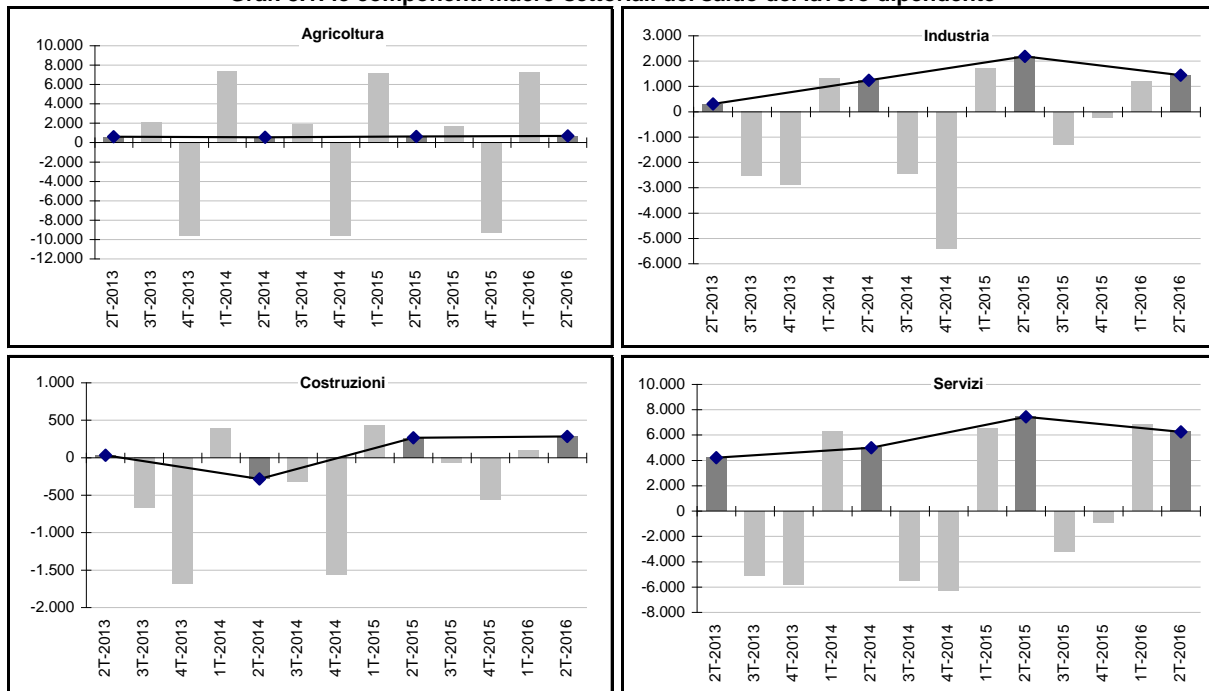 le componenti macro-settoriali del saldo del lavoro dipendente
Agricoltura
10.000
8.000
6.000
4.000
2.000
0
-2.000
-4.000
-6.000
-8.000
-10.000
-12.000
2T-2013
3T-2013
4T-2013
1T-2014
2T-2014
3T-2014
4T-2014
1T-2015
2T-2015
3T-2015
4T-2015
1T-2016
2T-2016
Industria
3.000
2.000
1.000
0
-1.000
-2.000
-3.000
-4.000
-5.000
-6.000
2T-2013
3T-2013
4T-2013
1T-2014
2T-2014
3T-2014
4T-2014
1T-2015
2T-2015
3T-2015
4T-2015
1T-2016
2T-2016
Costruzioni
1.000
500
0
-500
-1.000
-1.500
-2.000
2T-2013
3T-2013
4T-2013
1T-2014
2T-2014
3T-2014
4T-2014
1T-2015
2T-2015
3T-2015
4T-2015
1T-2016
2T-2016
Servizi
10.000
8.000
6.000
4.000
2.000
0
-2.000
-4.000
-6.000
-8.000
2T-2013
3T-2013
4T-2013
1T-2014
2T-2014
3T-2014
4T-2014
1T-2015
2T-2015
3T-2015
4T-2015
1T-2016
2T-2016